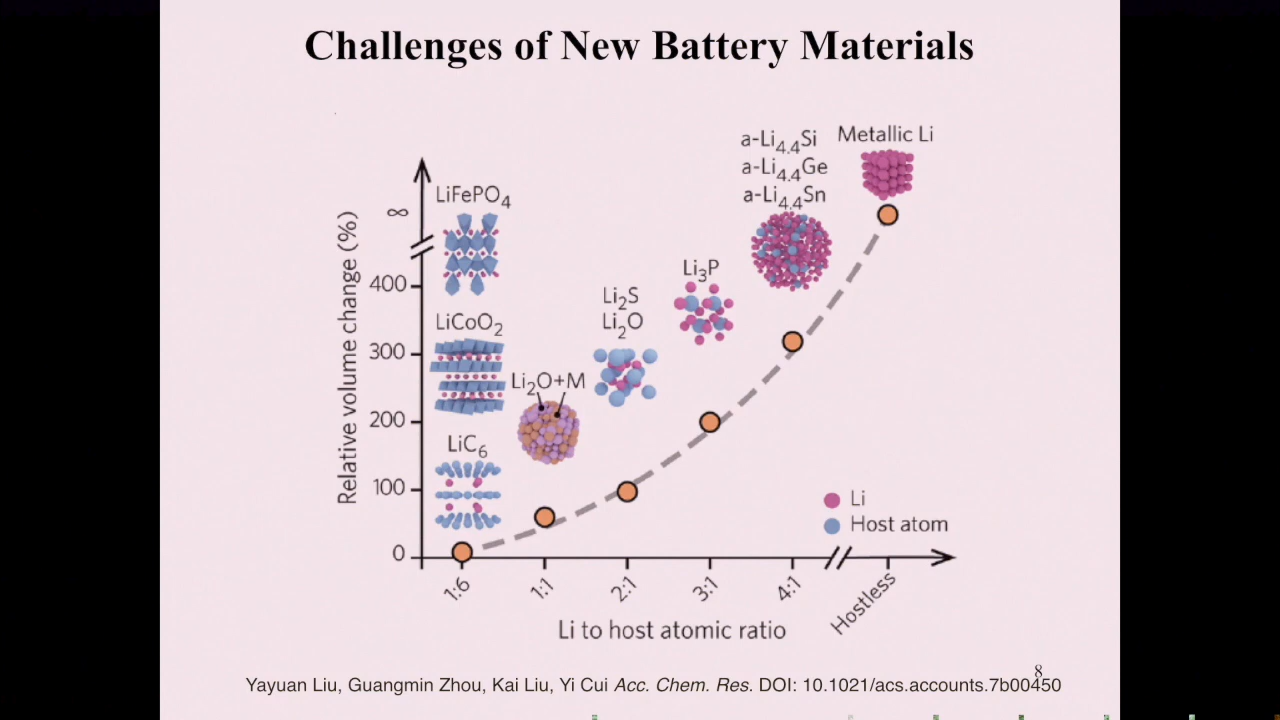 Challenges of New Battery Materials
a-Li4.4Si
a-Li4.4Ge
a-Li4.4Sn
Metallic Li
LiFePO4
∞
Relative volume change (%)
400
300
200
100
0
LiCoO2
LiC6
Li2O+M
Li2S
Li2O
Li3P
Li
Host atom
1:6
1:1
2:1
3:1
4:1
Hostless
Li to host atomic ratio
8
Yayuan Liu, Guangmin Zhou, Kai Liu, Yi Cui Acc. Chem. Res. DOI: 10.1021/acs.accounts.7b00450